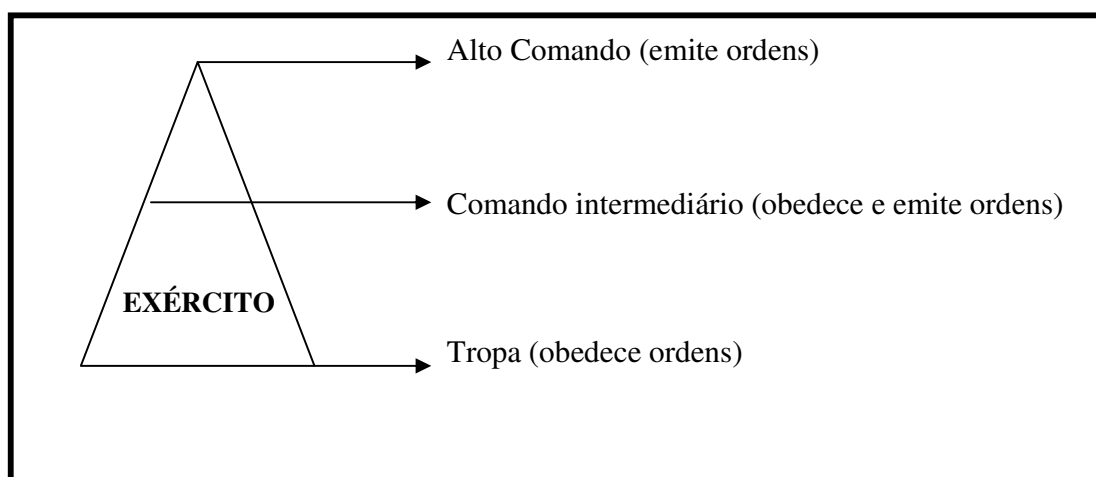 Alto Comando (emite ordens)
Comando intermediário (obedece e emite ordens)
EXÉRCITO
Tropa (obedece ordens)